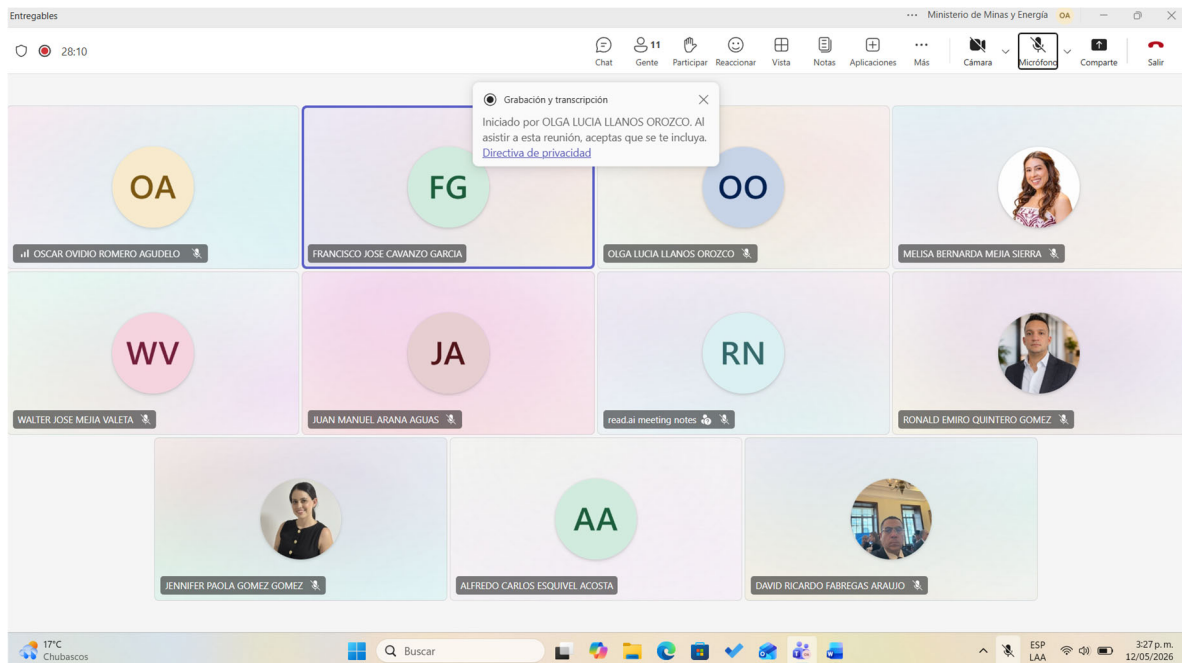 Entregables
Ministerio de Minas y Energía OA
28:10
Chat
11
Gente
Participar
Reaccionar
Vista
Notas
Aplicaciones
Más
Cámara
Micrófono
Comparte
Salir
Grabación y transcripción
Iniciado por OLGA LUCIA LLANOS OROZCO. Al
asistir a esta reunión, aceptas que se te incluya.
Directiva de privacidad
OA
OSCAR OVIDIO ROMERO AGUDELO
FG
FRANCISCO JOSE CAVANZO GARCIA
OO
OLGA LUCIA LLANOS OROZCO
MELISA BERNARDA MEJIA SIERRA
WV
WALTER JOSE MEJIA VALETA
JA
JUAN MANUEL ARANA AGUAS
RN
read.ai meeting notes
RONALD EMIRO QUINTERO GOMEZ
JENNIFER PAOLA GOMEZ GOMEZ
AA
ALFREDO CARLOS ESQUIVEL ACOSTA
DAVID RICARDO FABREGAS ARAUJO
17°C
Chubascos
Buscar
ESP
LAA
3:27 p. m.
12/05/2026